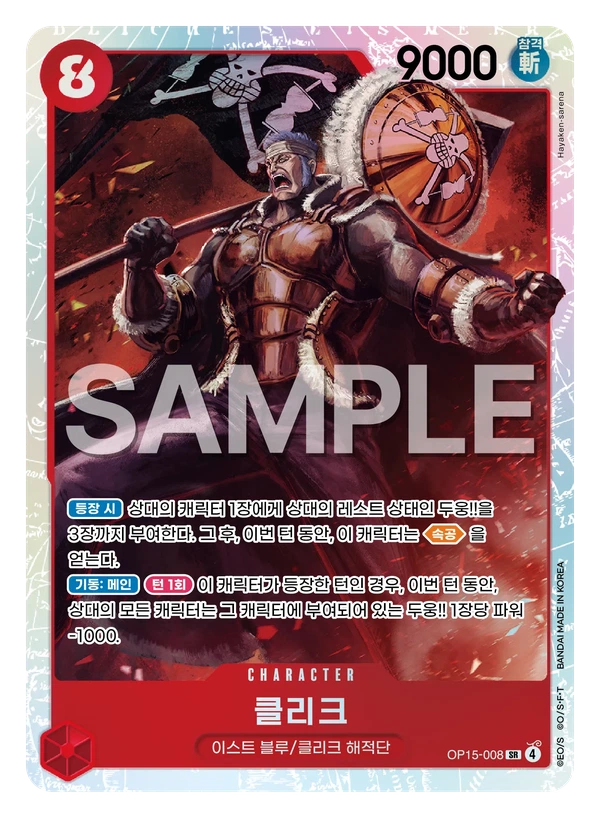 8
9000
참격
斬
Hayaken-sarena
SAMPLE
등장 시 상대의 캐릭터 1장에게 상대의 레스트 상태인 두웅!!을
3장까지 부여한다. 그 후, 이번 턴 동안, 이 캐릭터는 속공 을
얻는다.
기동: 메인 턴 1회 이 캐릭터가 등장한 턴인 경우, 이번 턴 동안,
상대의 모든 캐릭터는 그 캐릭터에 부여되어 있는 두웅!! 1장당 파워
-1000.
CHARACTER
클리크
이스트 블루/클리크 해적단
OP15-008 SR 4
©E.O/S ©O/S·F·T BANDAI MADE IN KOREA